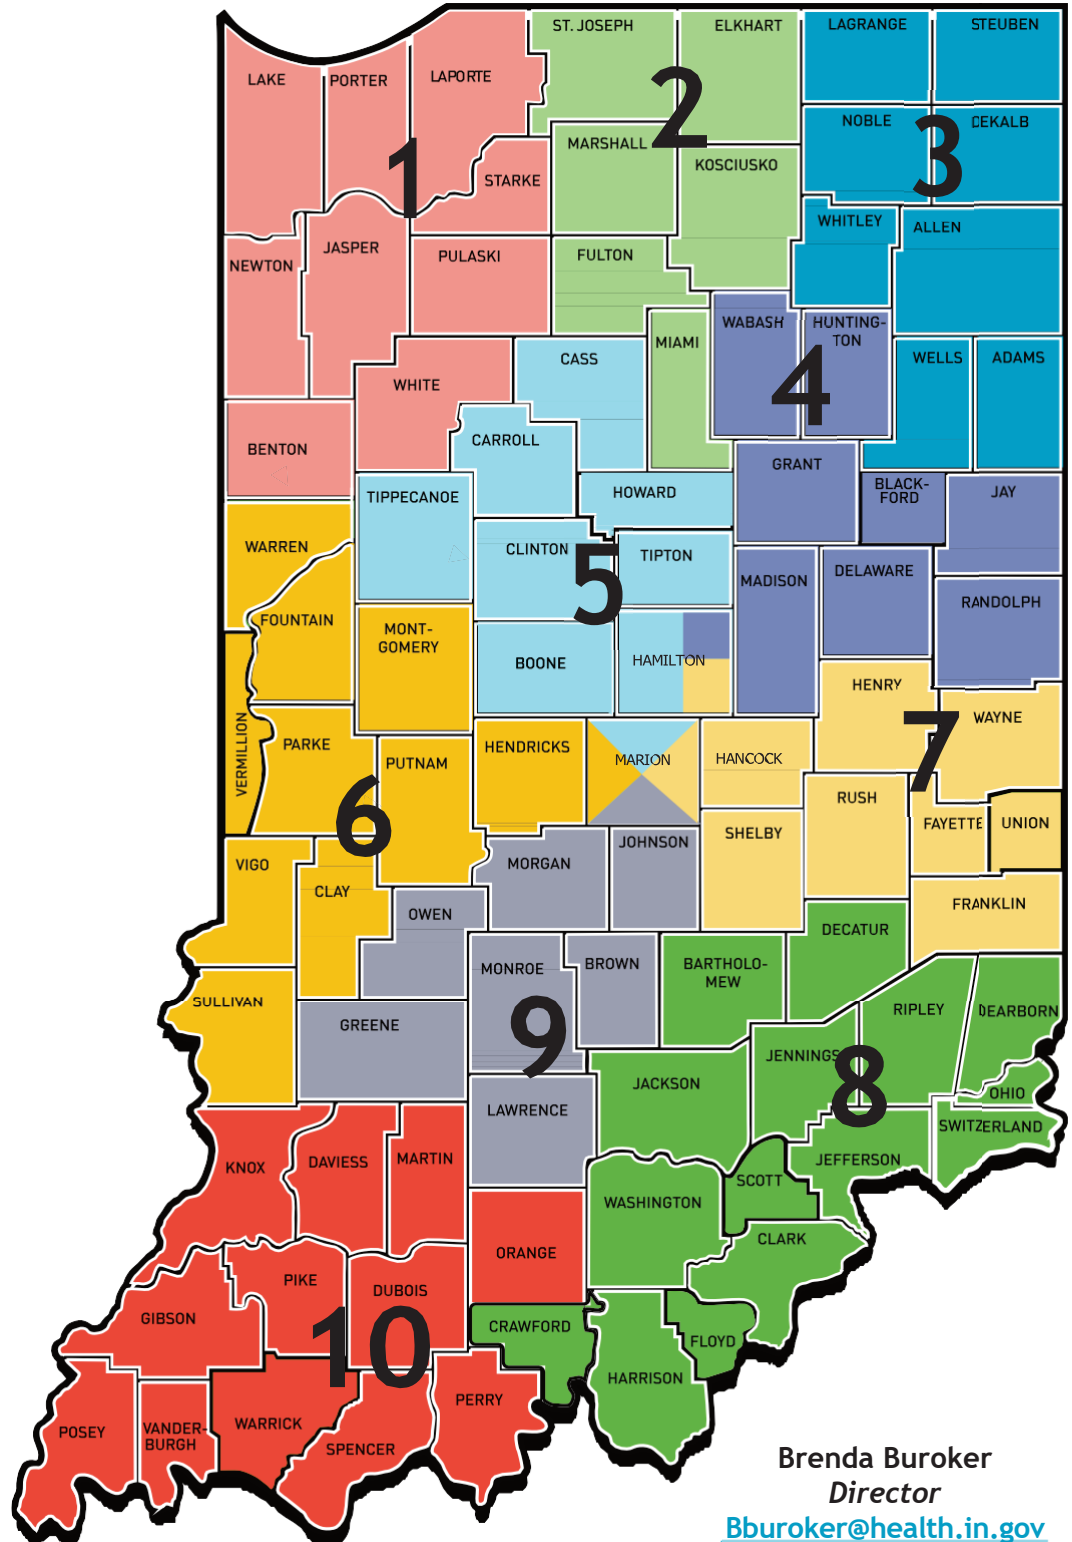 ST. JOSEPH
ELKHART
LAGRANGE
STEUBEN
LAKE
PORTER
LAPORTE
2
NOBLE
DEKALB
3
MARSHALL
KOSCIUSKO
1
STARKE
WHITLEY
ALLEN
NEWTON
JASPER
PULASKI
FULTON
WABASH
HUNTING-
TON
MIAMI
4
WELLS
ADAMS
CASS
WHITE
BENTON
CARROLL
GRANT
TIPPECANOE
HOWARD
BLACK-
FORD
JAY
WARREN
CLINTON
5
TIPTON
MADISON
DELAWARE
RANDOLPH
FOUNTAIN
MONT-
GOMERY
BOONE
HAMILTON
HENRY
7
WAYNE
VERMILLION
PARKE
PUTNAM
HENDRICKS
MARION
HANCOCK
6
RUSH
FAYETTE
UNION
SHELBY
VIGO
CLAY
MORGAN
JOHNSON
FRANKLIN
OWEN
DECATUR
MONROE
BROWN
BARTHOLO-
MEW
SULLIVAN
GREENE
9
RIPLEY
DEARBORN
JENNINGS
8
JACKSON
OHIO
LAWRENCE
SWITZERLAND
KNOX
DAVIESS
MARTIN
JEFFERSON
SCOTT
WASHINGTON
ORANGE
CLARK
PIKE
DUBOIS
GIBSON
10
CRAWFORD
FLOYD
HARRISON
PERRY
POSEY
VANDER-
BURGH
WARRICK
SPENCER
Brenda Buroker
Director
Bburoker@health.in.gov